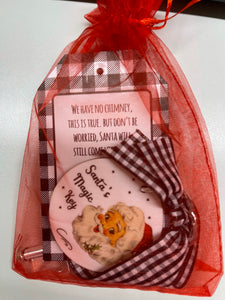 We have no chimney,
this is true. But don't be
worried, Santa will
still come
Santa's
Magic
Key